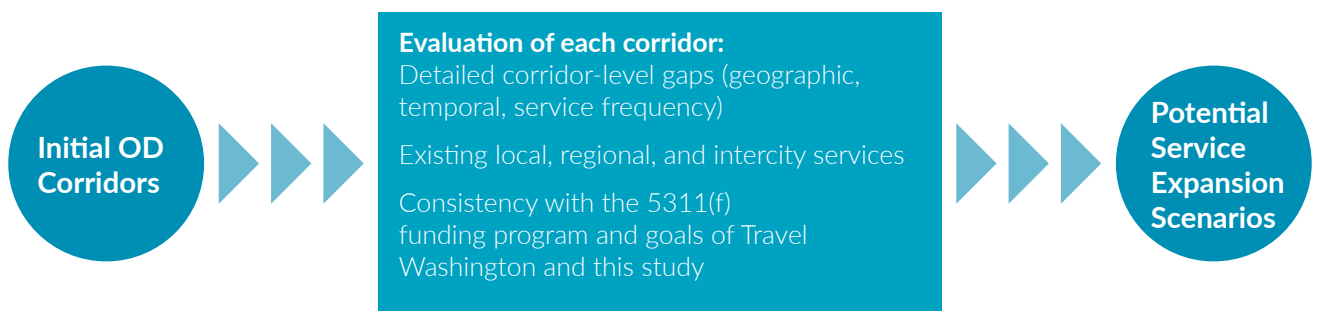 Initial OD
Corridors
Evaluation of each corridor:
Detailed corridor-level gaps (geographic,
temporal, service frequency)
Existing local, regional, and intercity services
Consistency with the 5311(f)
funding program and goals of Travel
Washington and this study
Potential
Service
Expansion
Scenarios